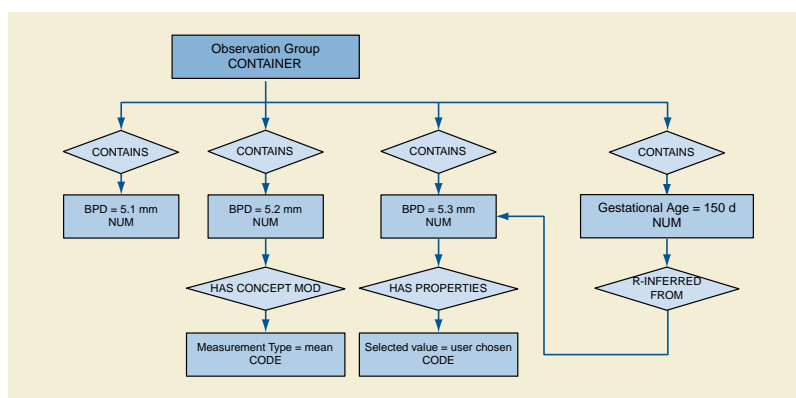 Observation Group
CONTAINER
CONTAINS
CONTAINS
CONTAINS
CONTAINS
BPD = 5.1 mm
NUM
BPD = 5.2 mm
NUM
BPD = 5.3 mm
NUM
Gestational Age = 150 d
NUM
HAS CONCEPT MOD
HAS PROPERTIES
R-INFERRED
FROM
Measurement Type = mean
CODE
Selected value = user chosen
CODE